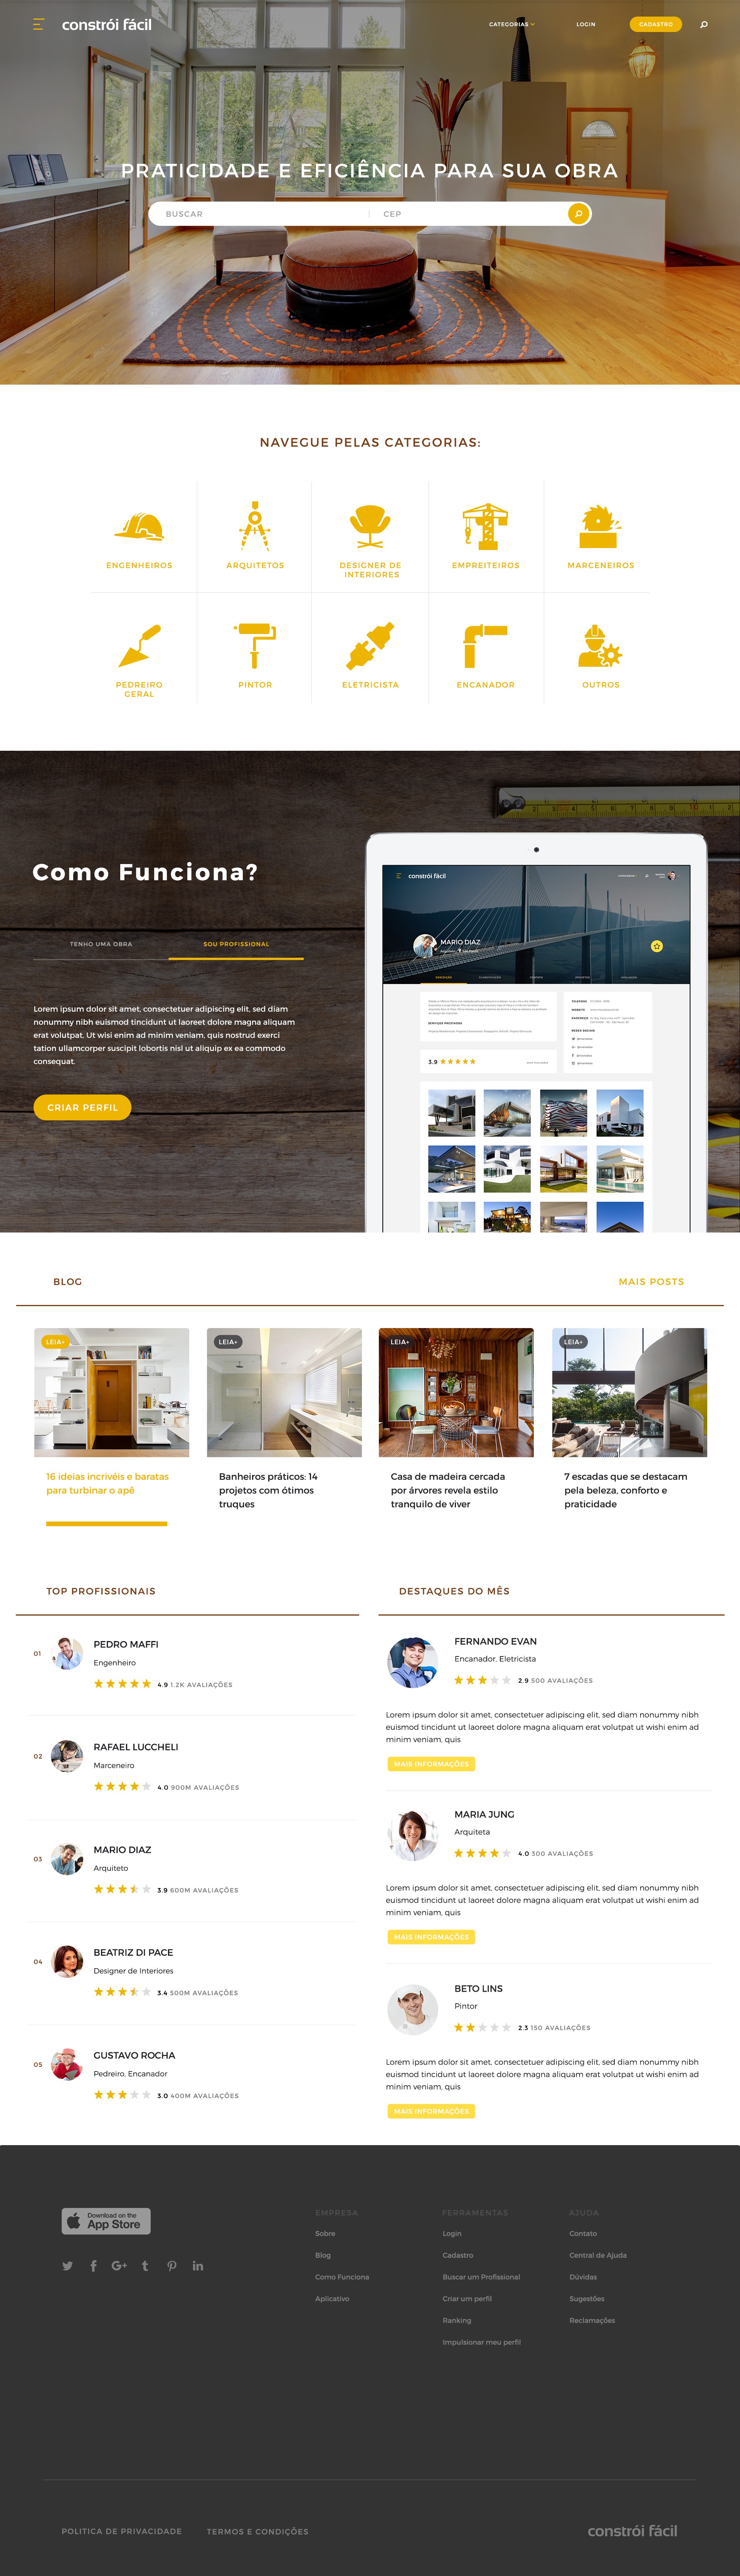 constrói fácil
CATEGORIAS
LOGIN
CADASTRO
PRATICIDADE E EFICIÊNCIA PARA SUA OBRA
BUSCAR
CEP
NAVEGUE PELAS CATEGORIAS:
ENGENHEIROS
ARQUITETOS
DESIGNER DE
INTERIORES
EMPREITEIROS
MARCENEIROS
PEDREIRO
GERAL
PINTOR
ELETRICISTA
ENCANADOR
OUTROS
Como Funciona?
TENHO UMA OBRA
SOU PROFISSIONAL
Lorem ipsum dolor sit amet, consectetuer adipiscing elit, sed diam
nonummy nibh euismod tincidunt ut laoreet dolore magna aliquam
erat volutpat. Ut wisi enim ad minim veniam, quis nostrud exerci
tation ullamcorper suscipit lobortis nisl ut aliquip ex ea commodo
consequat.
CRIAR PERFIL
constrói fácil
MARIO DIAZ
3.9
BLOG
MAIS POSTS
LEIA+
LEIA+
LEIA+
LEIA+
16 ideias incrivéis e baratas
para turbinar o apê
Banheiros práticos: 14
projetos com ótimos
truques
Casa de madeira cercada
por árvores revela estilo
tranquilo de viver
7 escadas que se destacam
pela beleza, conforto e
praticidade
TOP PROFISSIONAIS
01
PEDRO MAFFI
Engenheiro
4.9 1.2K AVALIAÇÕES
02
RAFAEL LUCCHELI
Marceneiro
4.0 900M AVALIAÇÕES
03
MARIO DIAZ
Arquiteto
3.9 600M AVALIAÇÕES
04
BEATRIZ DI PACE
Designer de Interiores
3.4 500M AVALIAÇÕES
05
GUSTAVO ROCHA
Pedreiro, Encanador
3.0 400M AVALIAÇÕES
DESTAQUES DO MÊS
FERNANDO EVAN
Encanador, Eletricista
2.9 500 AVALIAÇÕES
Lorem ipsum dolor sit amet, consectetuer adipiscing elit, sed diam nonummy nibh
euismod tincidunt ut laoreet dolore magna aliquam erat volutpat ut wishi enim ad
minim veniam, quis
MAIS INFORMAÇÕES
MARIA JUNG
Arquiteta
4.0 300 AVALIAÇÕES
Lorem ipsum dolor sit amet, consectetuer adipiscing elit, sed diam nonummy nibh
euismod tincidunt ut laoreet dolore magna aliquam erat volutpat ut wishi enim ad
minim veniam, quis
MAIS INFORMAÇÕES
BETO LINS
Pintor
2.3 150 AVALIAÇÕES
Lorem ipsum dolor sit amet, consectetuer adipiscing elit, sed diam nonummy nibh
euismod tincidunt ut laoreet dolore magna aliquam erat volutpat ut wishi enim ad
minim veniam, quis
MAIS INFORMAÇÕES
Download on the
App Store
EMPRESA
Sobre
Blog
Como Funciona
Aplicativo
FERRAMENTAS
Login
Cadastro
Buscar um Profissional
Criar um perfil
Ranking
Impulsionar meu perfil
AJUDA
Contato
Central de Ajuda
Dúvidas
Sugestões
Reclamações
POLITICA DE PRIVACIDADE
TERMOS E CONDIÇÕES
constrói fácil